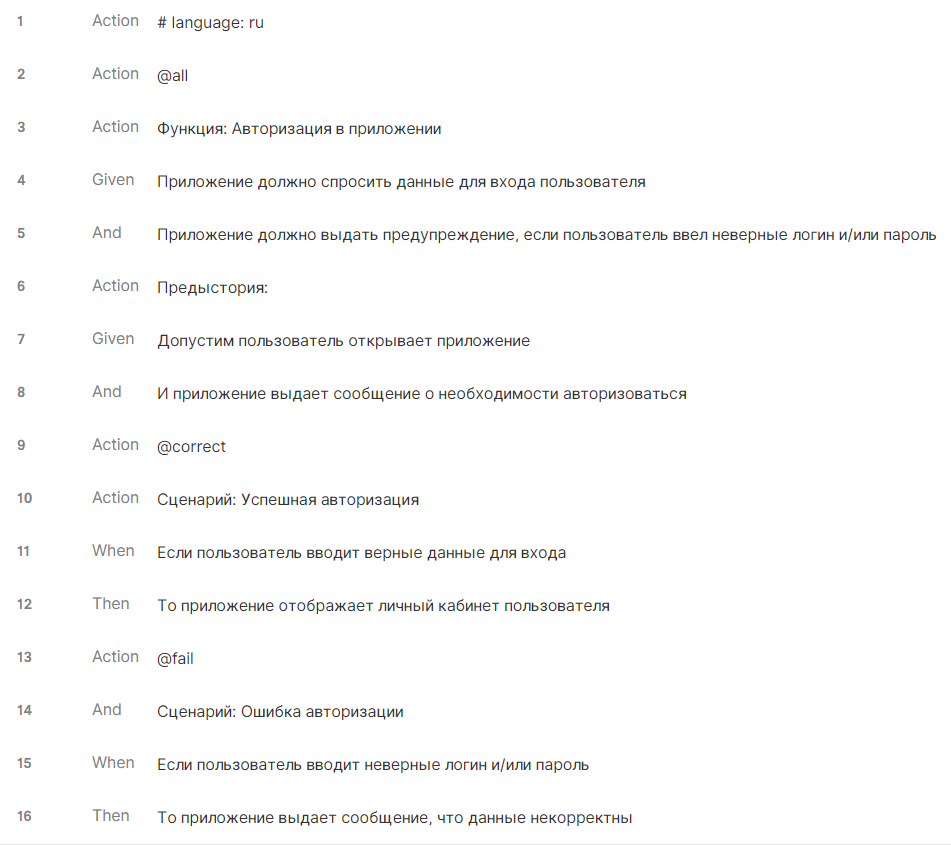 1 Action # language: ru
2 Action @all
3 Action Функция: Авторизация в приложении
4 Given Приложение должно спросить данные для входа пользователя
5 And Приложение должно выдать предупреждение, если пользователь ввел неверные логин и/или пароль
6 Action Предыстория:
7 Given Допустим пользователь открывает приложение
8 And И приложение выдает сообщение о необходимости авторизоваться
9 Action @correct
10 Action Сценарий: Успешная авторизация
11 When Если пользователь вводит верные данные для входа
12 Then То приложение отображает личный кабинет пользователя
13 Action @fail
14 And Сценарий: Ошибка авторизации
15 When Если пользователь вводит неверные логин и/или пароль
16 Then То приложение выдает сообщение, что данные некорректны